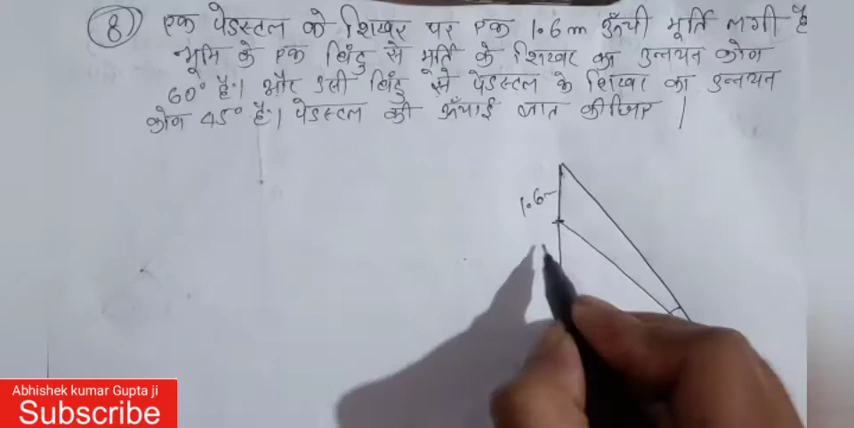 8 एक पेडस्टल के शिखर पर एक 1.6m ऊँची मूर्ति लगी है
भूमि के एक बिंदु से मूर्ति के शिखर का उन्नयन कोन
60° है। और उसी बिंदु से पेडस्टल के शिखर का उन्नयन
कोन 45° है। पेडस्टल की ऊँचाई ज्ञात कीजिए।
1.6m
Abhishek kumar Gupta ji
Subscribe